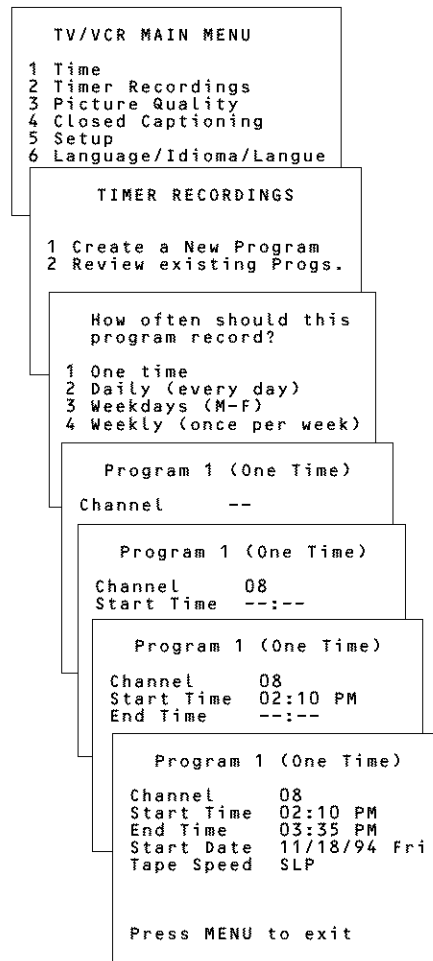 TV/VCR MAIN MENU
1 Time
2 Timer Recordings
3 Picture Quality
4 Closed Captioning
5 Setup
6 Language/Idioma/Langue
TIMER RECORDINGS
1 Create a New Program
2 Review existing Progs.
How often should this
program record?
1 One time
2 Daily (every day)
3 Weekdays (M-F)
4 Weekly (once per week)
Program 1 (One Time)
Channel --
Program 1 (One Time)
Channel 08
Start Time --:--
Program 1 (One Time)
Channel 08
Start Time 02:10 PM
End Time --:--
Program 1 (One Time)
Channel 08
Start Time 02:10 PM
End Time 03:35 PM
Start Date 11/18/94 Fri
Tape Speed SLP
Press MENU to exit